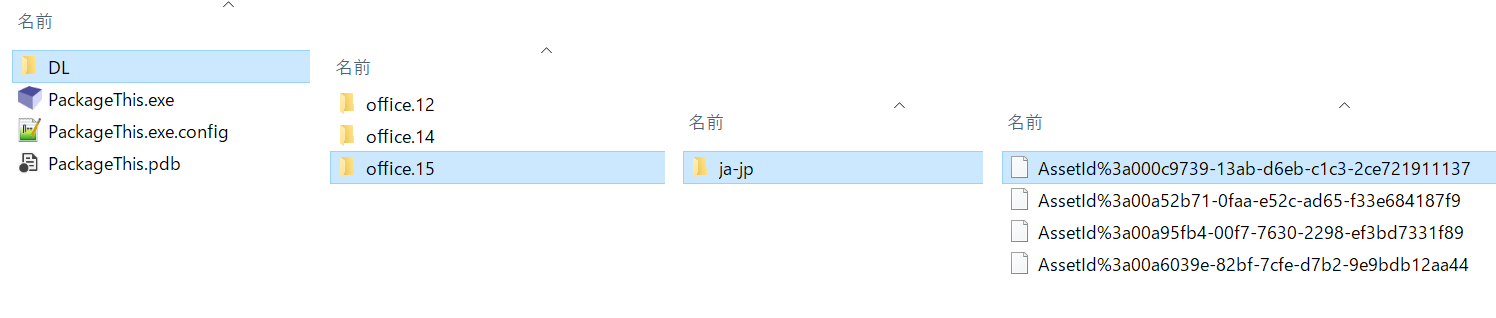 名前
DL
PackageThis.exe
PackageThis.exe.config
PackageThis.pdb
名前
office.12
office.14
office.15
名前
ja-jp
名前
AssetId%3a000c9739-13ab-d6eb-c1c3-2ce721911137
AssetId%3a00a52b71-0faa-e52c-ad65-f33e684187f9
AssetId%3a00a95fb4-00f7-7630-2298-ef3bd7331f89
AssetId%3a00a6039e-82bf-7cfe-d7b2-9e9bdb12aa44